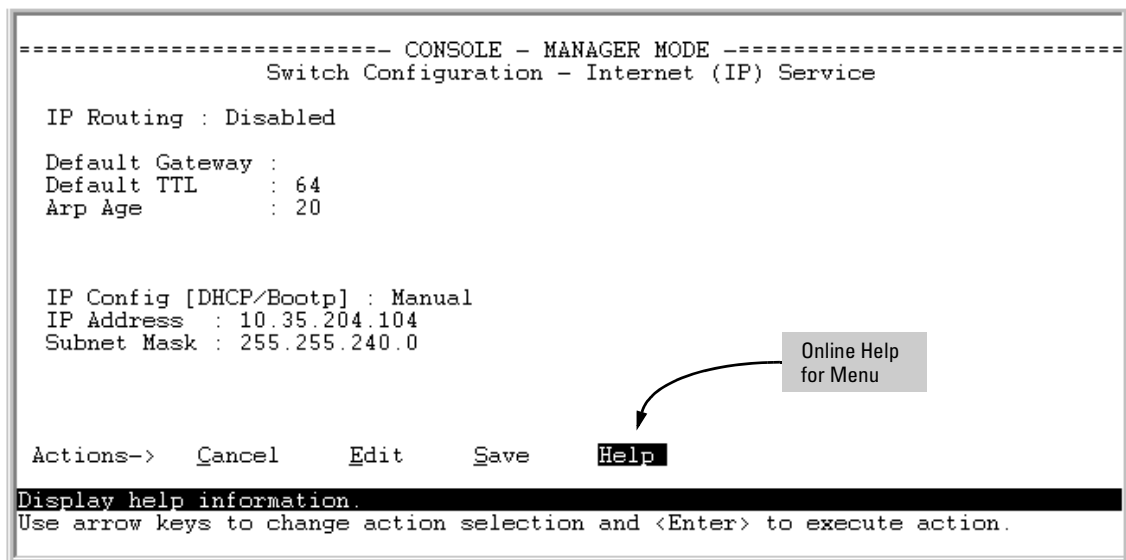 ===========================– CONSOLE – MANAGER MODE –============================
Switch Configuration – Internet (IP) Service
IP Routing : Disabled
Default Gateway :
Default TTL : 64
Arp Age : 20
IP Config [DHCP/Bootp] : Manual
IP Address : 10.35.204.104
Subnet Mask : 255.255.240.0
Online Help
for Menu
Actions–> Cancel Edit Save Help
Display help information.
Use arrow keys to change action selection and <Enter> to execute action.